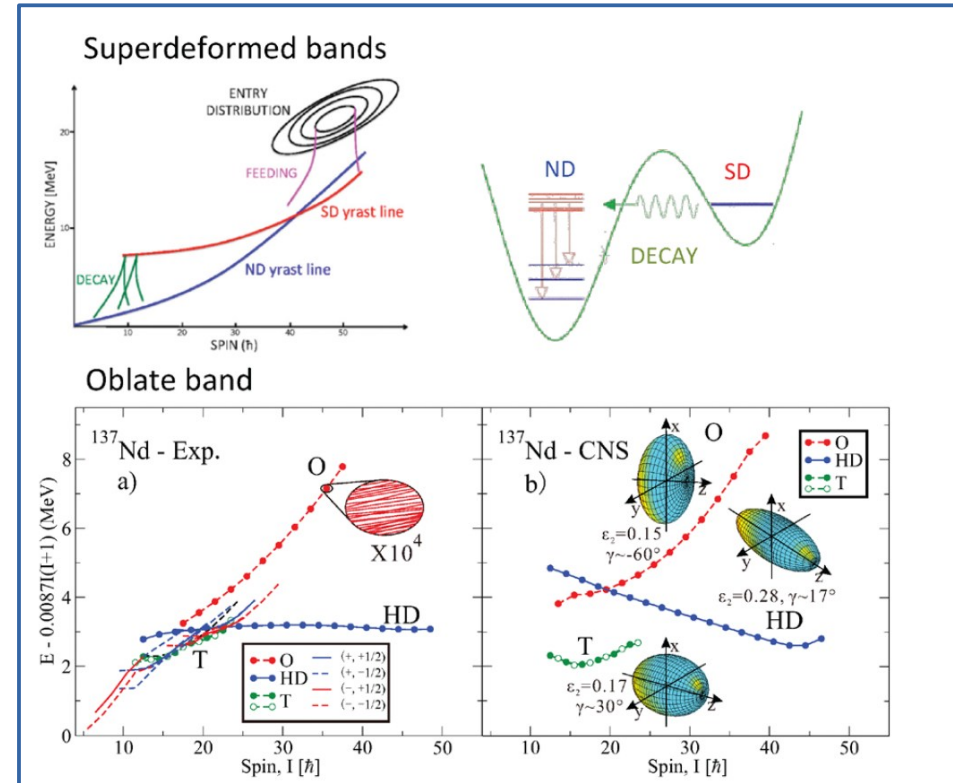 Superdeformed bands
ENTRY
DISTRIBUTION
20
FEEDING
ENERGY [MeV]
SD yrast line
10
ND yrast line
DECAY
10 20 30 40 50
SPIN (ℏ)
ND
SD
DECAY
Oblate band
¹³⁷Nd - Exp.
a)
O
X10⁴
HD
T
O
HD
T
(+, +1/2)
(+, −1/2)
(−, +1/2)
(−, −1/2)
E - 0.0087I(I+1) (MeV)
8
6
4
2
0
10 20 30 40 50
Spin, I [ℏ]
¹³⁷Nd - CNS
b)
x
O
z
y
ε₂=0.15
γ~-60°
O
HD
T
x
y
z
ε₂=0.28, γ~17°
HD
T
x
ε₂=0.17
γ~30°
y
z
10 20 30 40 50
Spin, I [ℏ]